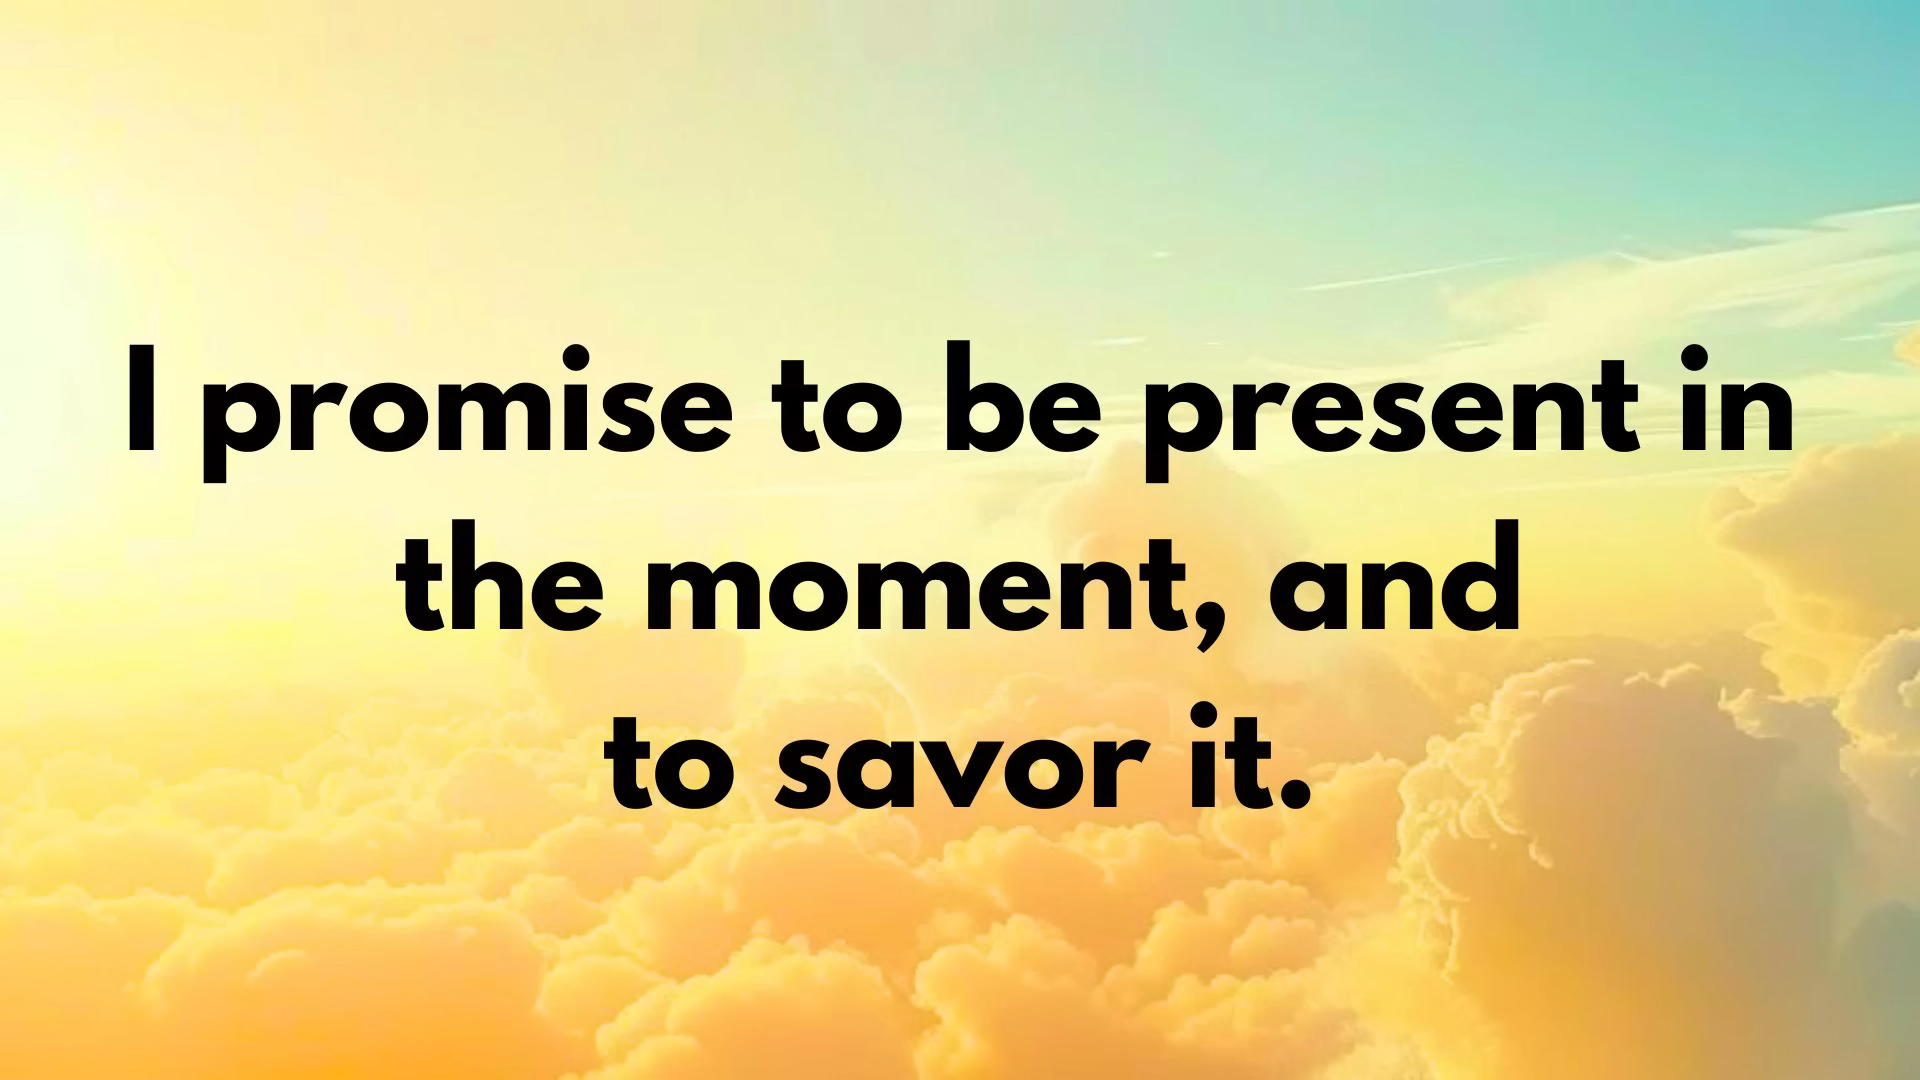 I promise to be present in
the moment, and
to savor it.